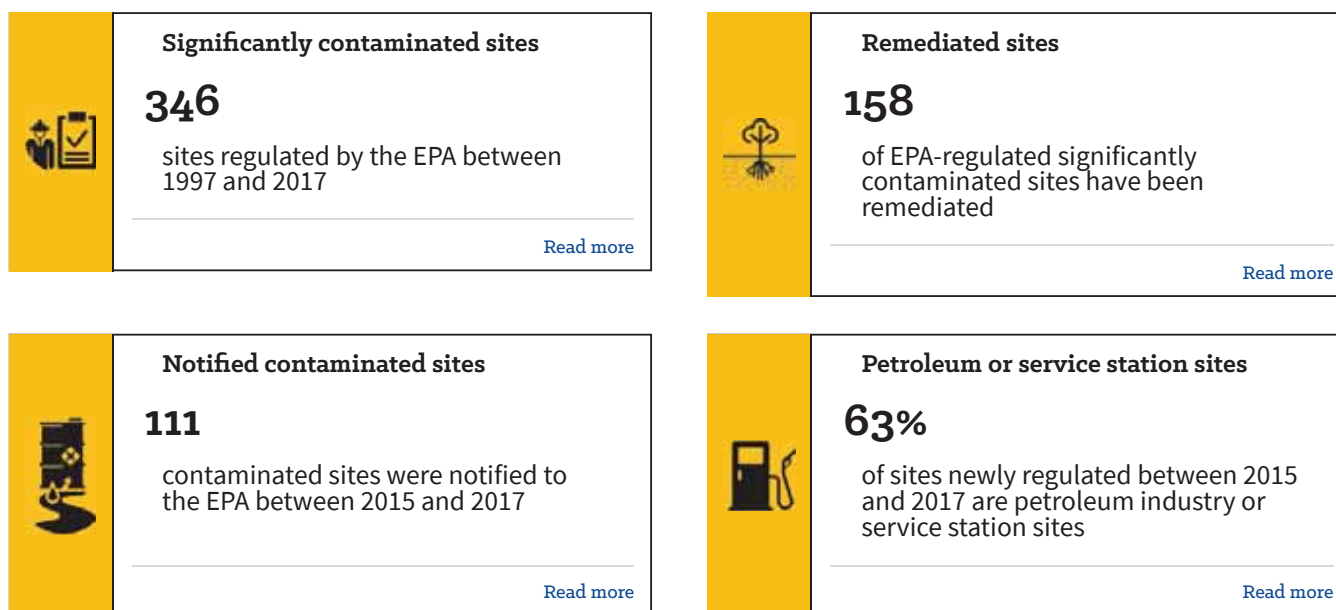 Significantly contaminated sites
346
sites regulated by the EPA between
1997 and 2017
Read more
Remediated sites
158
of EPA-regulated significantly
contaminated sites have been
remediated
Read more
Notified contaminated sites
111
contaminated sites were notified to
the EPA between 2015 and 2017
Read more
Petroleum or service station sites
63%
of sites newly regulated between 2015
and 2017 are petroleum industry or
service station sites
Read more